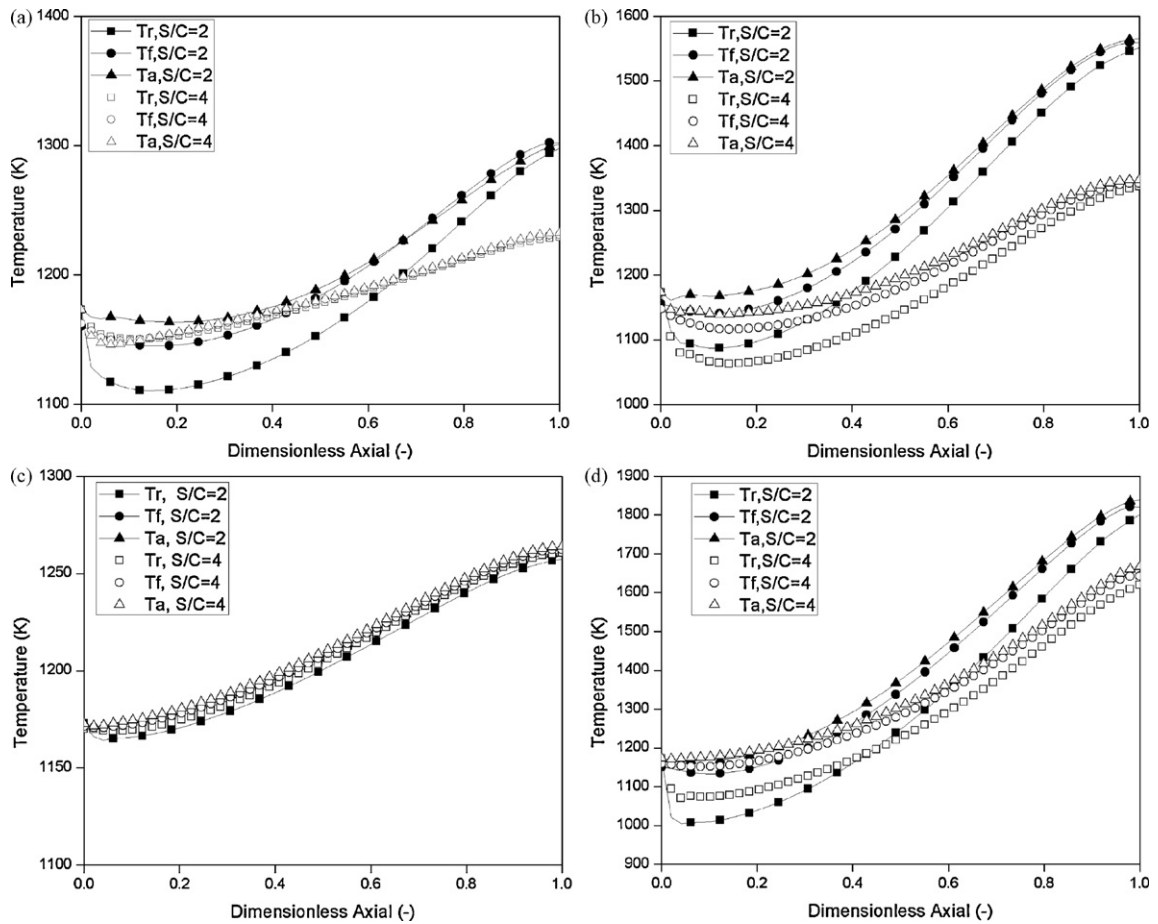 (a)
1400
1300
1200
1100
Temperature (K)
Tr,S/C=2
Tf,S/C=2
Ta,S/C=2
Tr,S/C=4
Tf,S/C=4
Ta,S/C=4
0.0 0.2 0.4 0.6 0.8 1.0
Dimensionless Axial (-)
(b)
1600
1500
1400
1300
1200
1100
1000
Temperature (K)
Tr,S/C=2
Tf,S/C=2
Ta,S/C=2
Tr,S/C=4
Tf,S/C=4
Ta,S/C=4
0.0 0.2 0.4 0.6 0.8 1.0
Dimensionless Axial (-)
(c)
1300
1250
1200
1150
1100
Temperature (K)
Tr, S/C=2
Tf, S/C=2
Ta, S/C=2
Tr, S/C=4
Tf, S/C=4
Ta, S/C=4
0.0 0.2 0.4 0.6 0.8 1.0
Dimensionless Axial (-)
(d)
1900
1800
1700
1600
1500
1400
1300
1200
1100
1000
900
Temperature (K)
Tr,S/C=2
Tf,S/C=2
Ta,S/C=2
Tr,S/C=4
Tf,S/C=4
Ta,S/C=4
0.0 0.2 0.4 0.6 0.8 1.0
Dimensionless Axial (-)